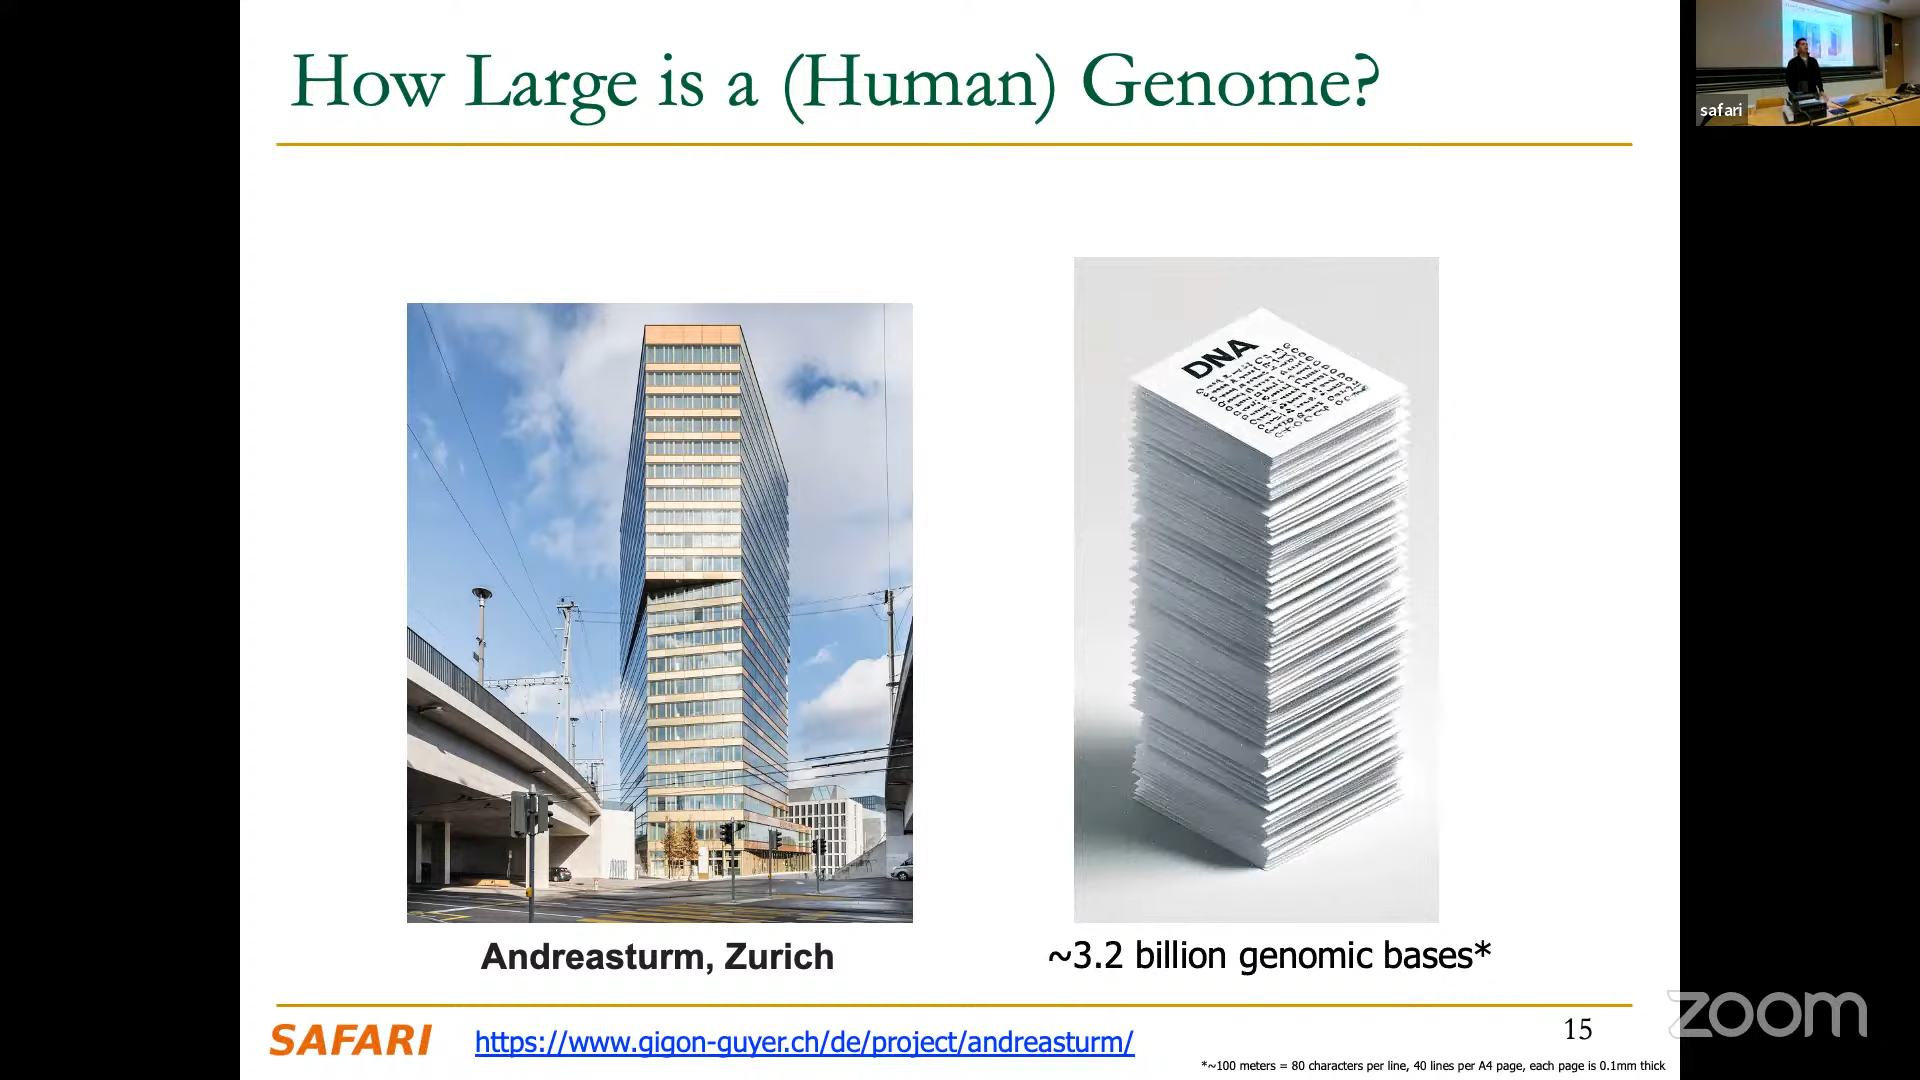 How Large is a (Human) Genome?
safari
DNA
Andreasturm, Zurich
~3.2 billion genomic bases*
SAFARI
https://www.gigon-guyer.ch/de/project/andreasturm/
15
zoom
*~100 meters = 80 characters per line, 40 lines per A4 page, each page is 0.1mm thick